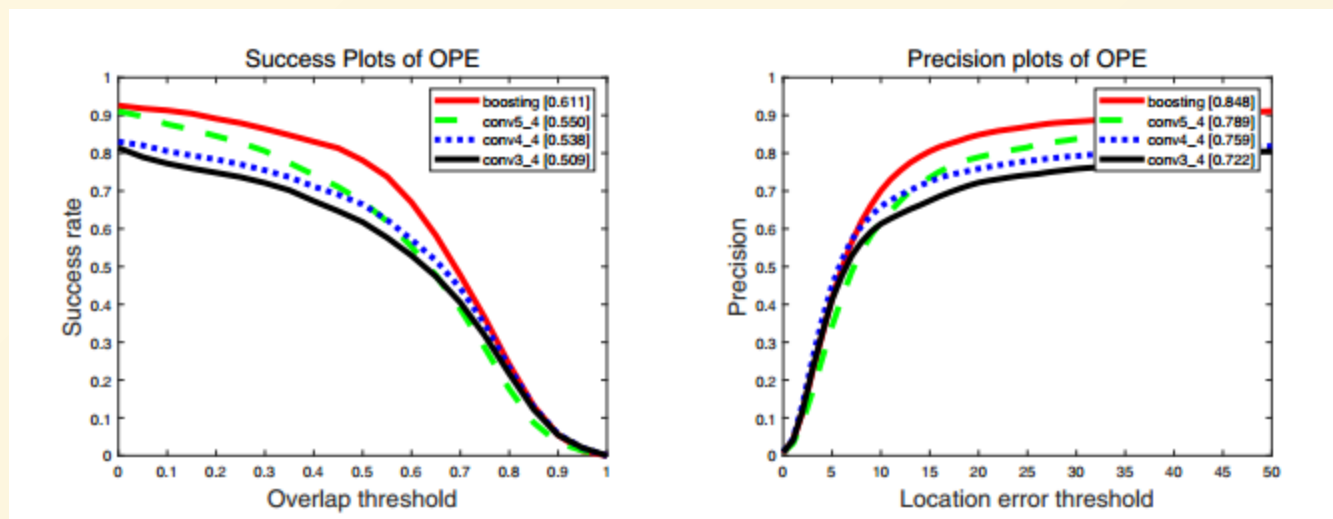 Success Plots of OPE
1
0.9
0.8
0.7
0.6
0.5
0.4
0.3
0.2
0.1
0
Success rate
boosting [0.611]
conv5_4 [0.550]
conv4_4 [0.538]
conv3_4 [0.509]
0 0.1 0.2 0.3 0.4 0.5 0.6 0.7 0.8 0.9 1
Overlap threshold
Precision plots of OPE
1
0.9
0.8
0.7
0.6
0.5
0.4
0.3
0.2
0.1
0
Precision
boosting [0.848]
conv5_4 [0.789]
conv4_4 [0.759]
conv3_4 [0.722]
0 5 10 15 20 25 30 35 40 45 50
Location error threshold